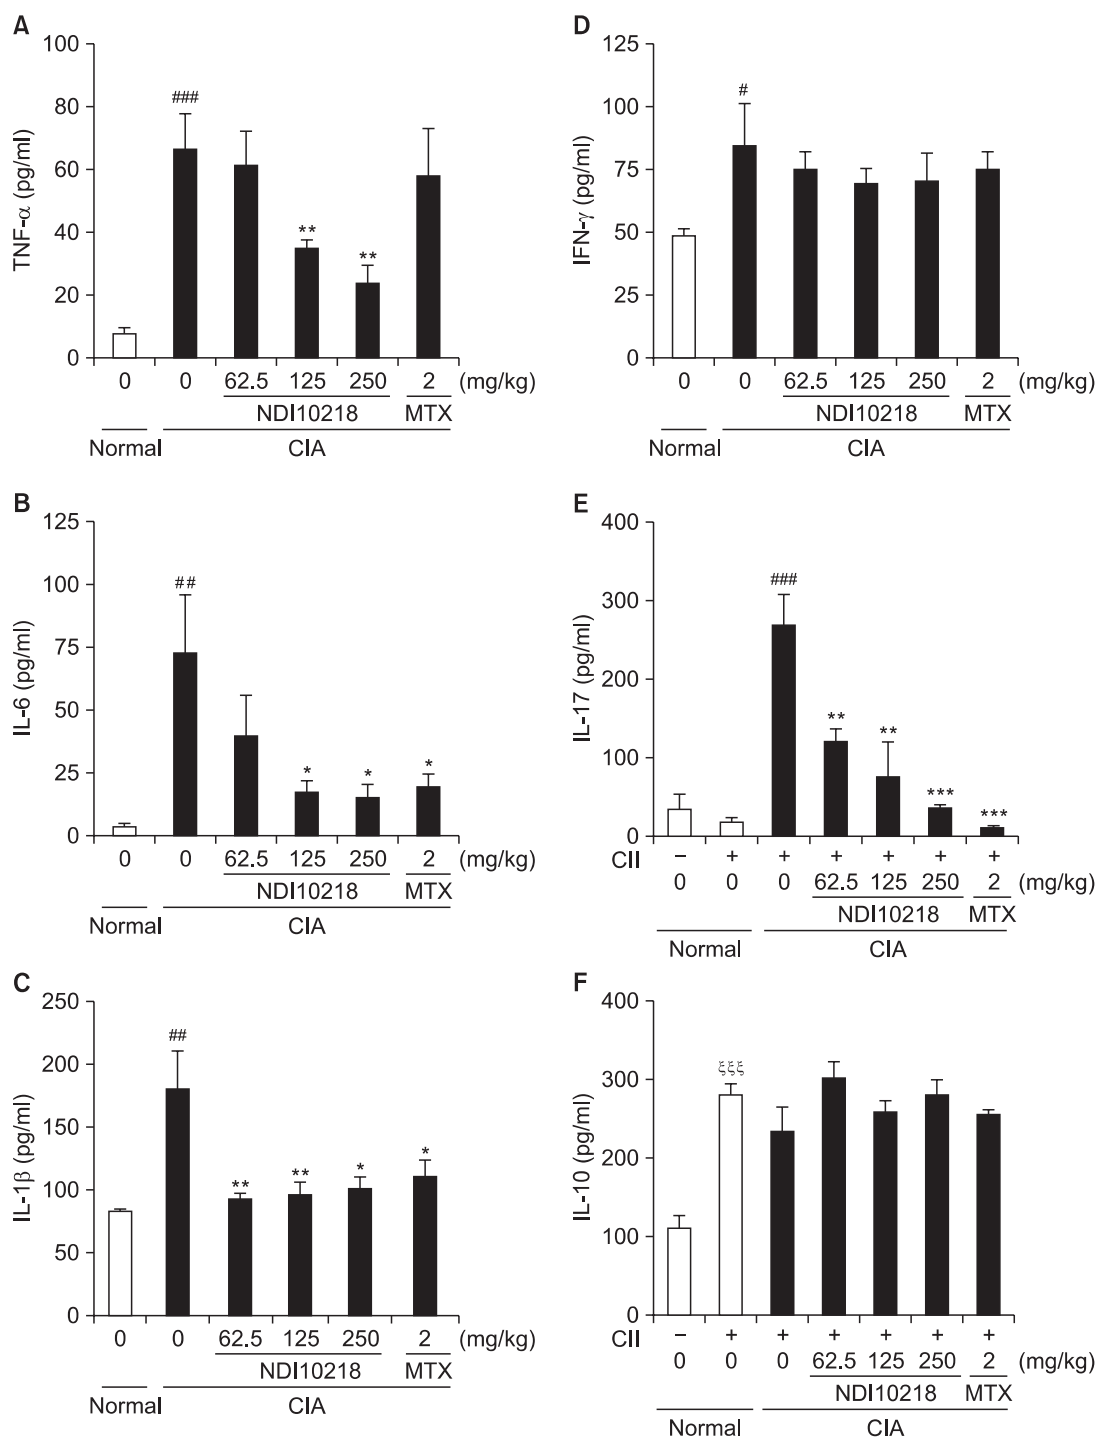 A
100
80
60
40
20
0
TNF-α (pg/ml)
###
**
**
0 0 62.5 125 250 2 (mg/kg)
NDI10218 MTX
Normal CIA
D
125
100
75
50
25
0
IFN-γ (pg/ml)
#
0 0 62.5 125 250 2 (mg/kg)
NDI10218 MTX
Normal CIA
B
125
100
75
50
25
0
IL-6 (pg/ml)
##
* * *
0 0 62.5 125 250 2 (mg/kg)
NDI10218 MTX
Normal CIA
E
400
300
200
100
0
IL-17 (pg/ml)
###
** **
*** ***
CII − + + + + + +
0 0 0 62.5 125 250 2 (mg/kg)
NDI10218 MTX
Normal CIA
C
250
200
150
100
50
0
IL-1β (pg/ml)
##
** ** * *
0 0 62.5 125 250 2 (mg/kg)
NDI10218 MTX
Normal CIA
F
400
300
200
100
0
IL-10 (pg/ml)
ξξξ
CII − + + + + + +
0 0 0 62.5 125 250 2 (mg/kg)
NDI10218 MTX
Normal CIA